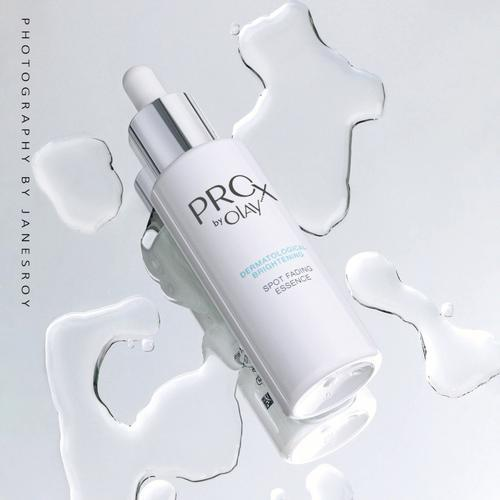 PHOTOGRAPHY BY JANESROY
PROX
by OLAY
DERMATOLOGICAL
BRIGHTENING
SPOT FADING
ESSENCE